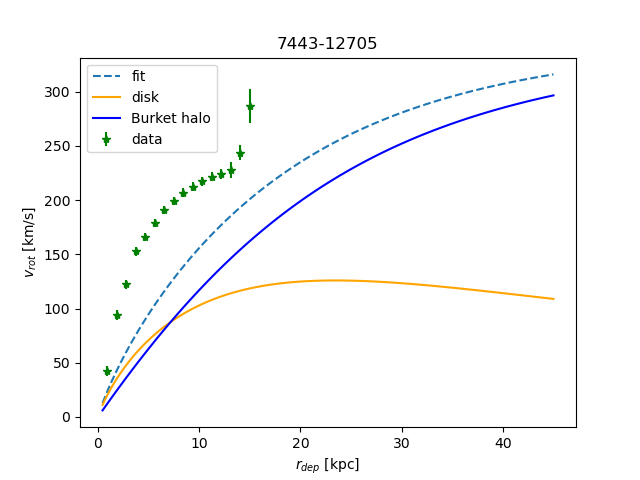 7443-12705
fit
disk
Burket halo
data
v_rot [km/s]
300
250
200
150
100
50
0
0 10 20 30 40
r_dep [kpc]